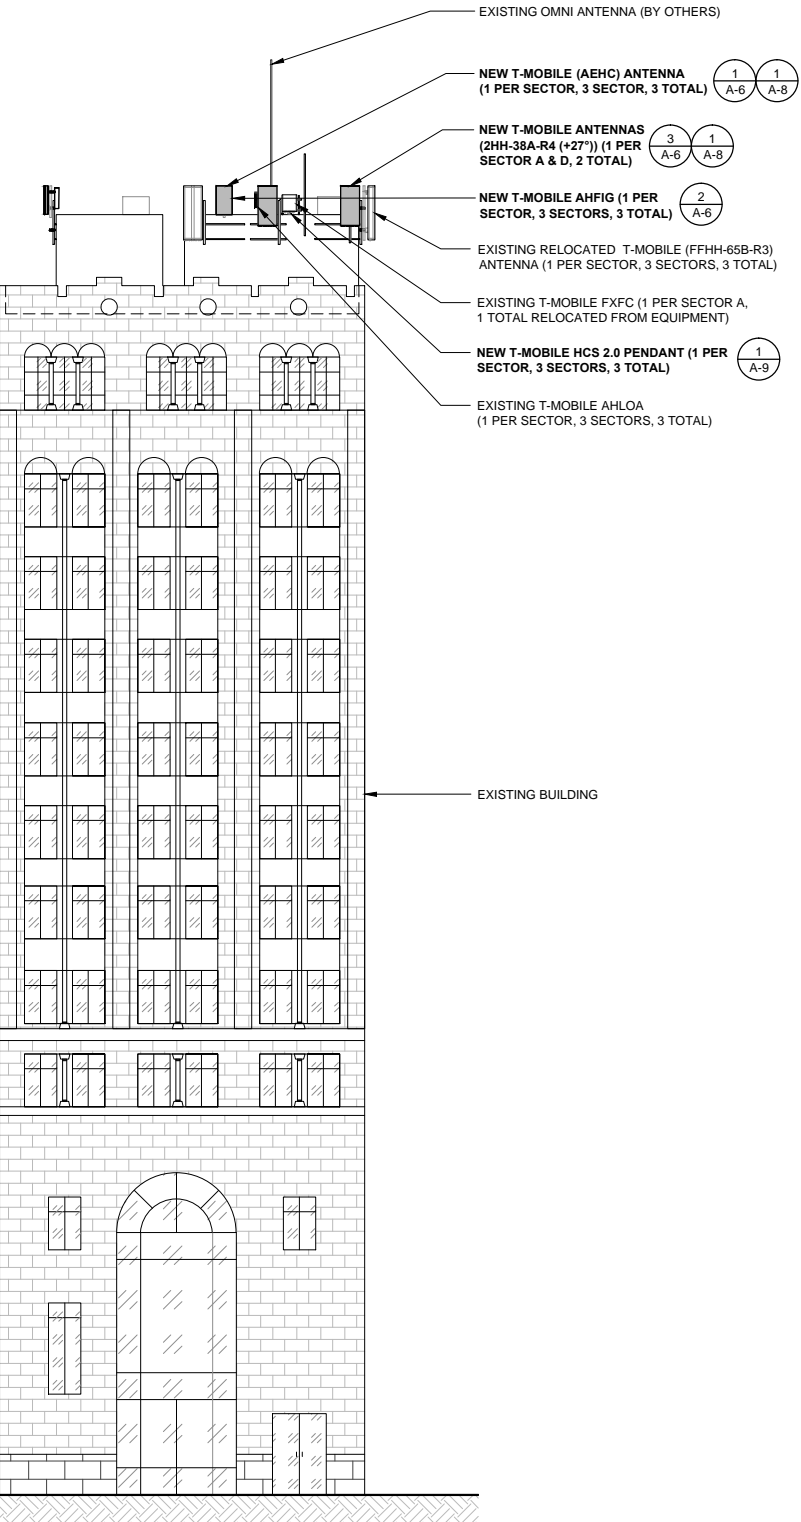 EXISTING OMNI ANTENNA (BY OTHERS)
NEW T-MOBILE (AEHC) ANTENNA
(1 PER SECTOR, 3 SECTOR, 3 TOTAL)
1
A-6
1
A-8
NEW T-MOBILE ANTENNAS
(2HH-38A-R4 (+27°)) (1 PER
SECTOR A & D, 2 TOTAL)
3
A-6
1
A-8
NEW T-MOBILE AHFIG (1 PER
SECTOR, 3 SECTORS, 3 TOTAL)
2
A-6
EXISTING RELOCATED T-MOBILE (FFHH-65B-R3)
ANTENNA (1 PER SECTOR, 3 SECTORS, 3 TOTAL)
EXISTING T-MOBILE FXFC (1 PER SECTOR A,
1 TOTAL RELOCATED FROM EQUIPMENT)
NEW T-MOBILE HCS 2.0 PENDANT (1 PER
SECTOR, 3 SECTORS, 3 TOTAL)
1
A-9
EXISTING T-MOBILE AHLOA
(1 PER SECTOR, 3 SECTORS, 3 TOTAL)
EXISTING BUILDING